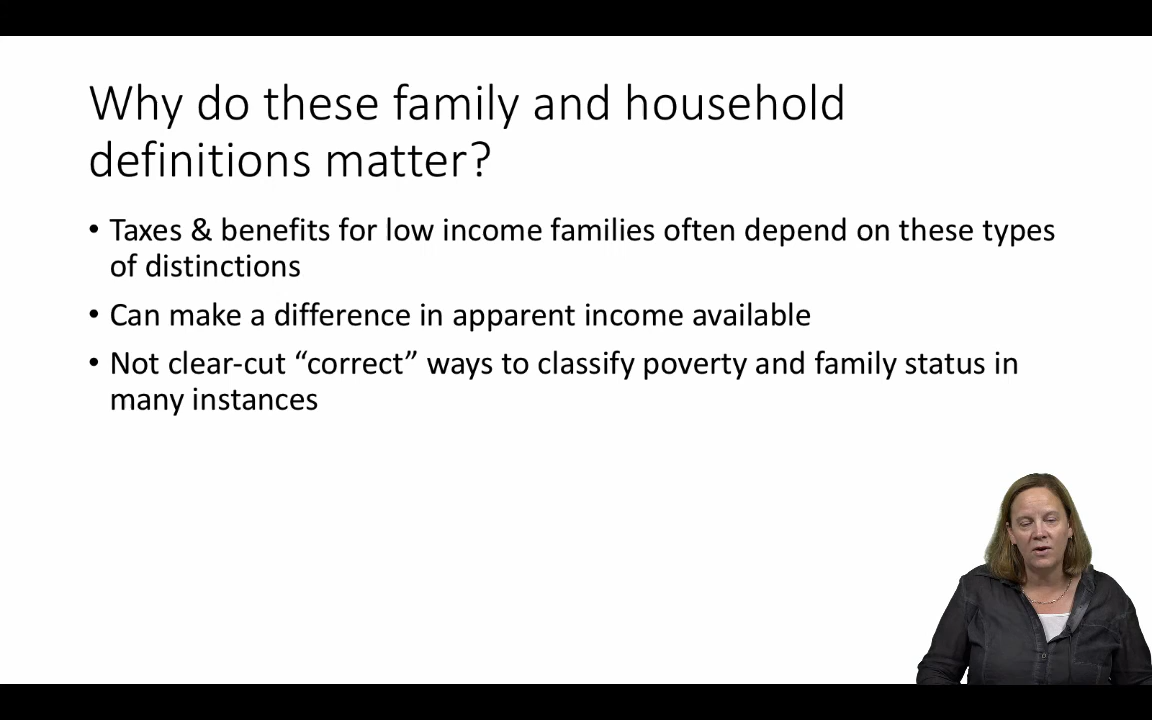 Why do these family and household
definitions matter?
• Taxes & benefits for low income families often depend on these types
of distinctions
• Can make a difference in apparent income available
• Not clear-cut “correct” ways to classify poverty and family status in
many instances